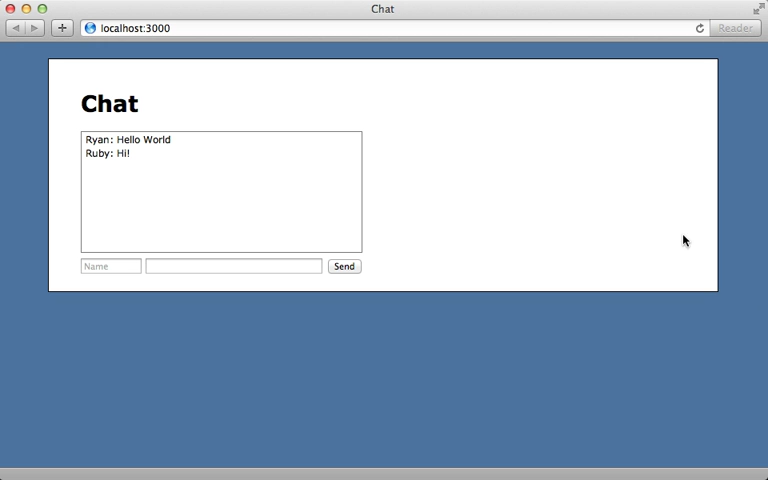 Chat
localhost:3000
Reader
Chat
Ryan: Hello World
Ruby: Hi!
Name
Send